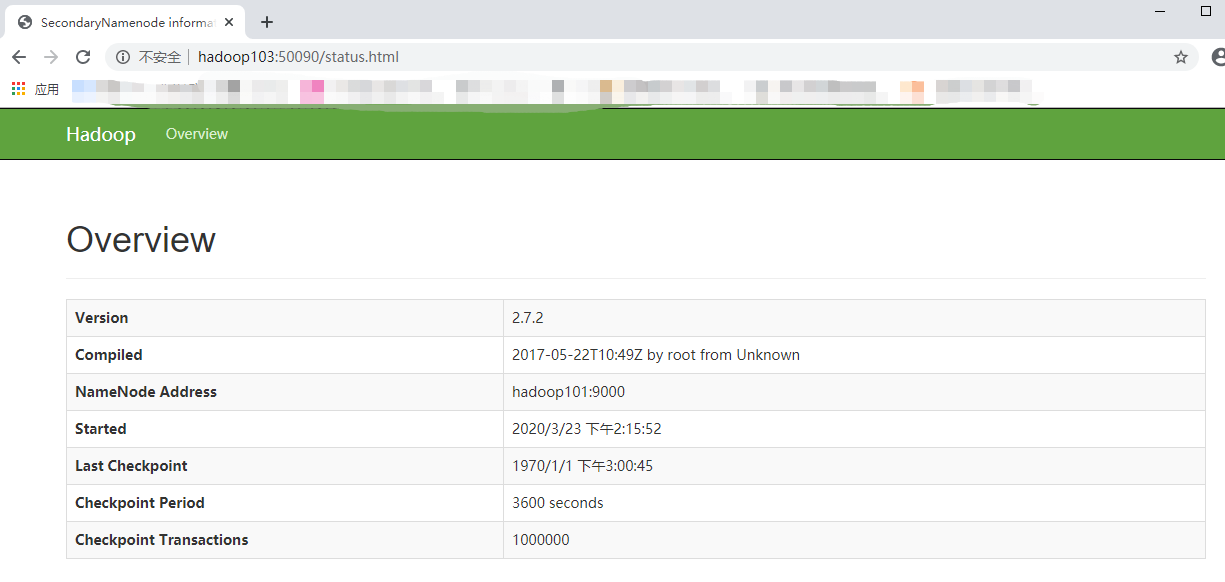 SecondaryNamenode informa
不安全 hadoop103:50090/status.html
应用
Hadoop Overview
Overview
Version 2.7.2
Compiled 2017-05-22T10:49Z by root from Unknown
NameNode Address hadoop101:9000
Started 2020/3/23 下午2:15:52
Last Checkpoint 1970/1/1 下午3:00:45
Checkpoint Period 3600 seconds
Checkpoint Transactions 1000000